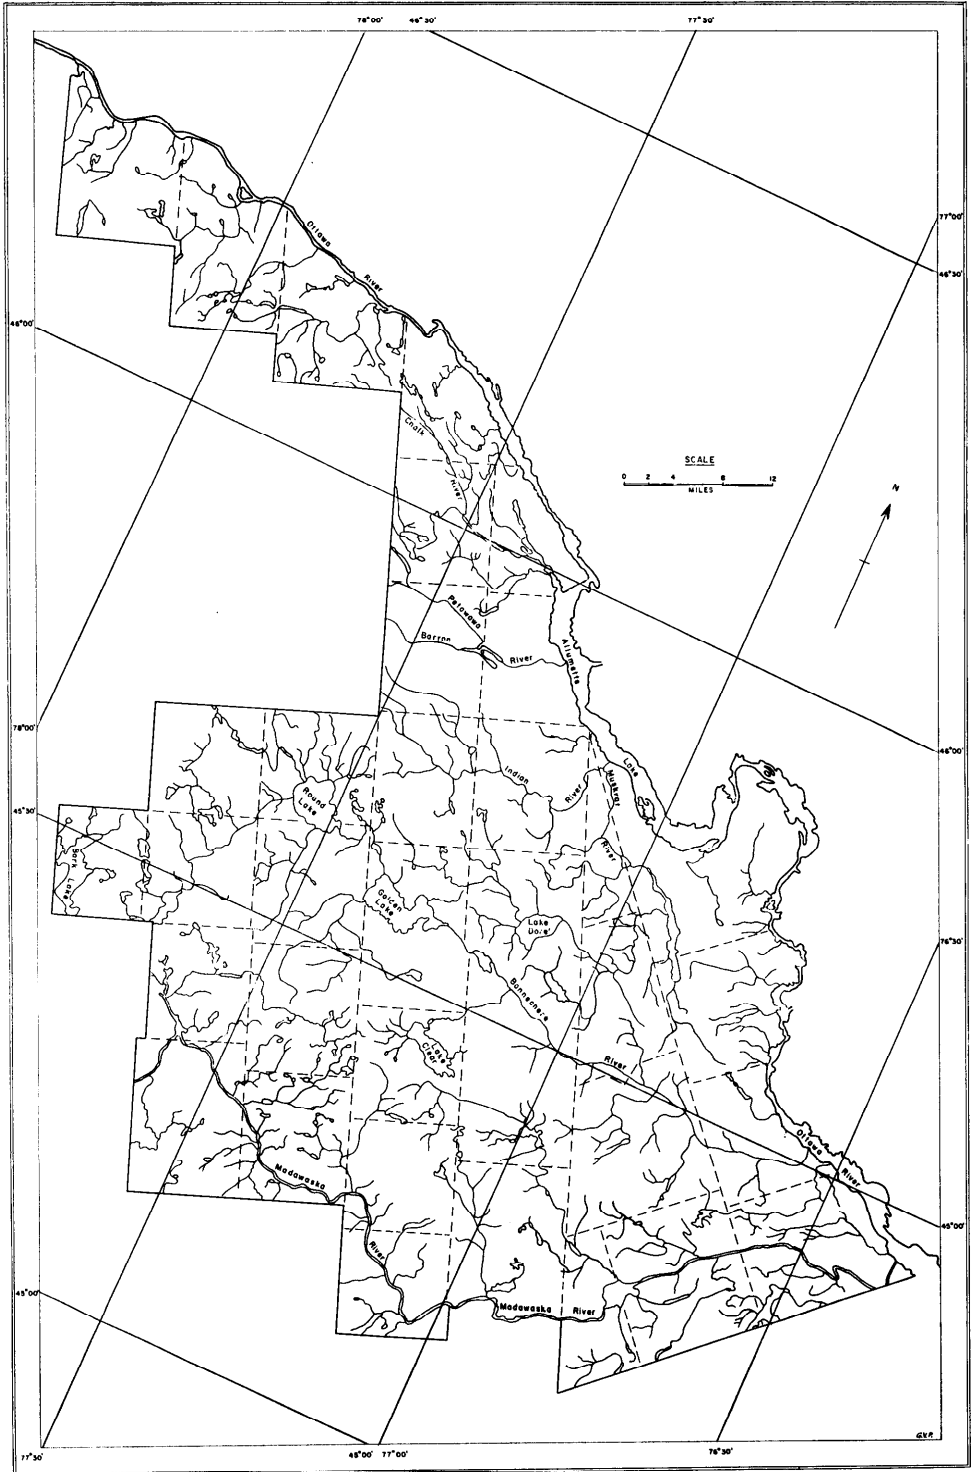 78°00' 46°30' 77°30'
77°00'
46°30'
Ottawa
River
46°00'
Chalk
River
SCALE
0 2 4 8 12
MILES
N
Petawawa
Barron
River
Allumette
Lake
78°00'
46°00'
Indian
River
Muskrat
River
Round
Lake
45°30'
Bark Lake
Golden
Lake
Lake
Dore'
76°30'
Bonnechere
River
Lake
Clear
Ottawa
River
Madawaska
River
45°00'
Madawaska River
45°00'
G.V.P.
77°30' 45°00' 77°00' 76°30'